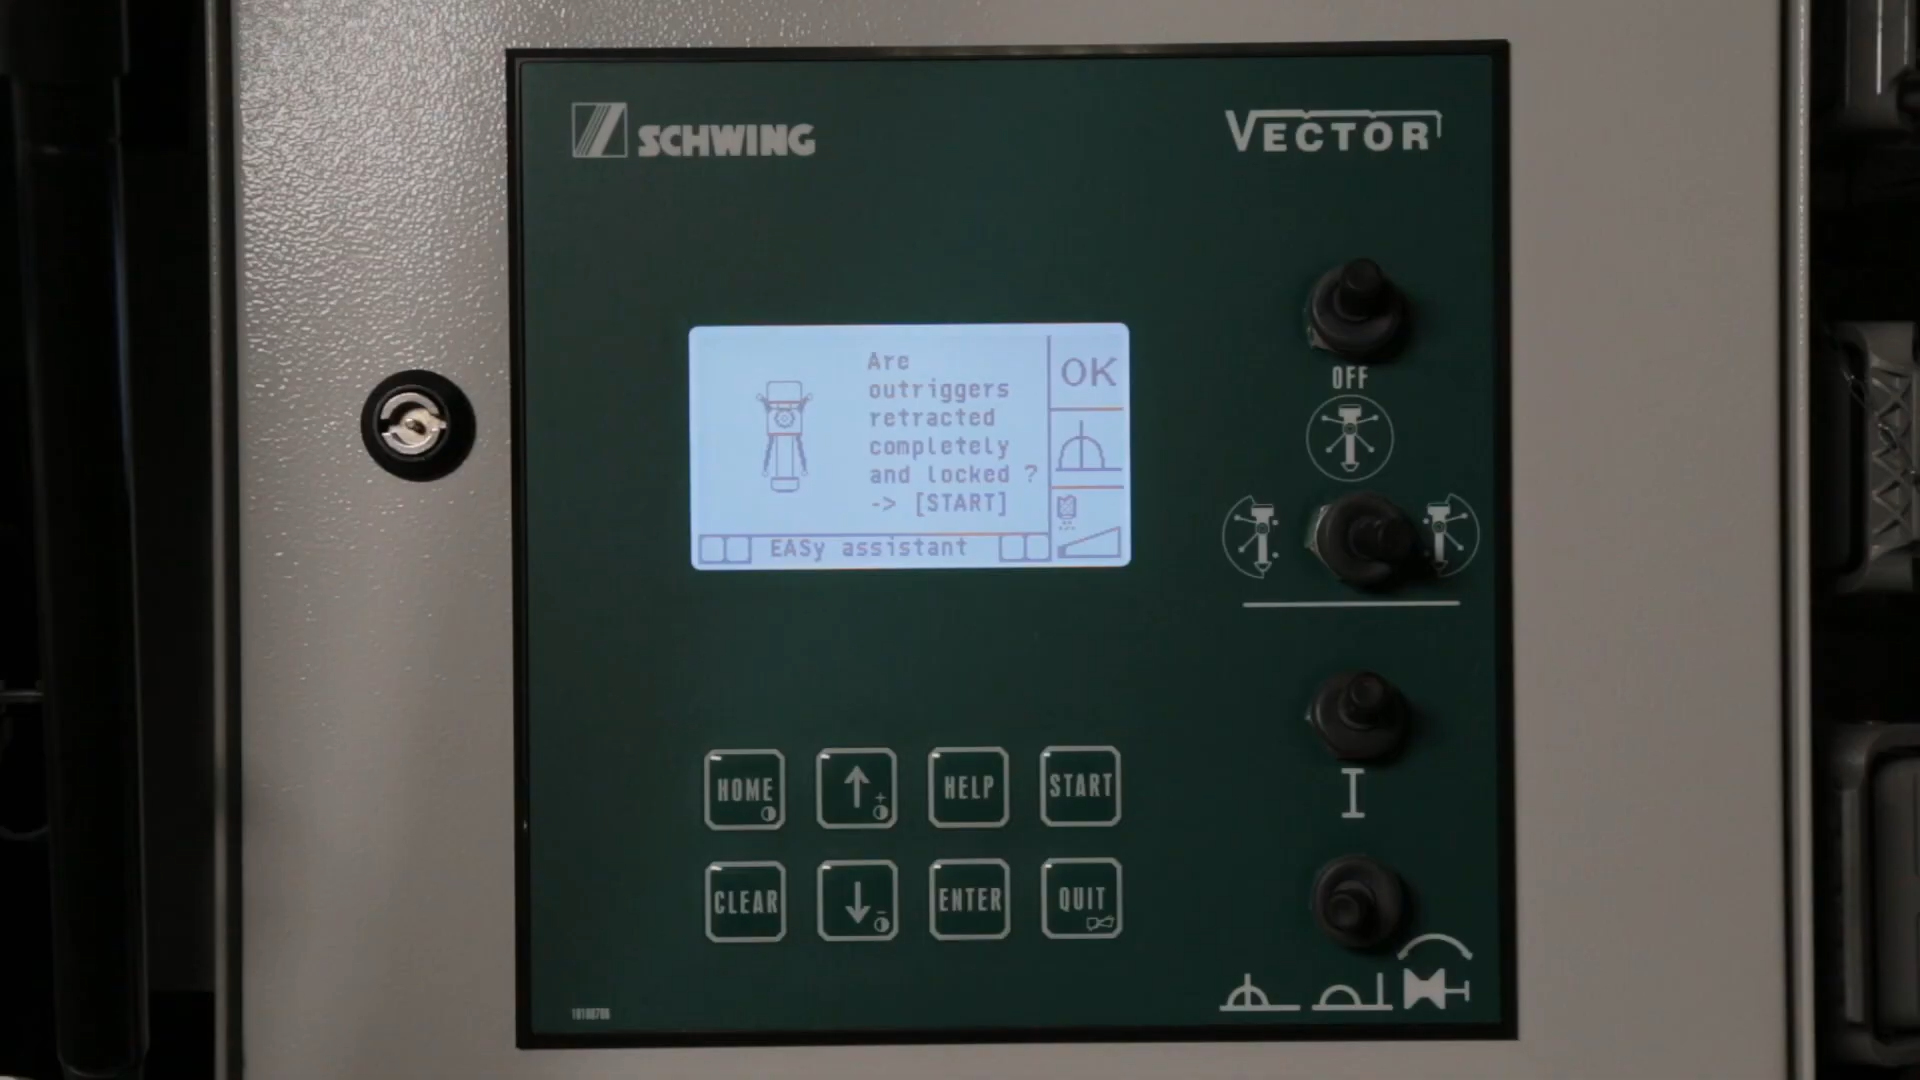 SCHWING
VECTOR
Are
outriggers
retracted
completely
and locked ?
-> [START]
OK
EASy assistant
OFF
I
HOME
HELP
START
CLEAR
ENTER
QUIT